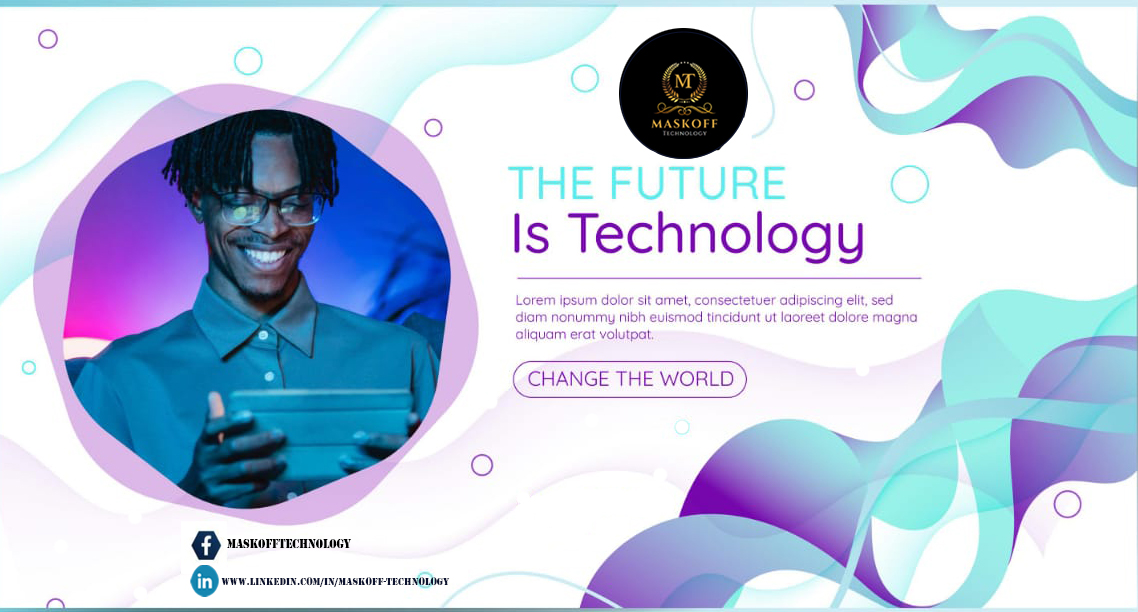 MT
MASKOFF
TECHNOLOGY
THE FUTURE
Is Technology
Lorem ipsum dolor sit amet, consectetuer adipiscing elit, sed
diam nonummy nibh euismod tincidunt ut laoreet dolore magna
aliquam erat volutpat.
CHANGE THE WORLD
MASKOFFTECHNOLOGY
WWW.LINKEDIN.COM/IN/MASKOFF-TECHNOLOGY